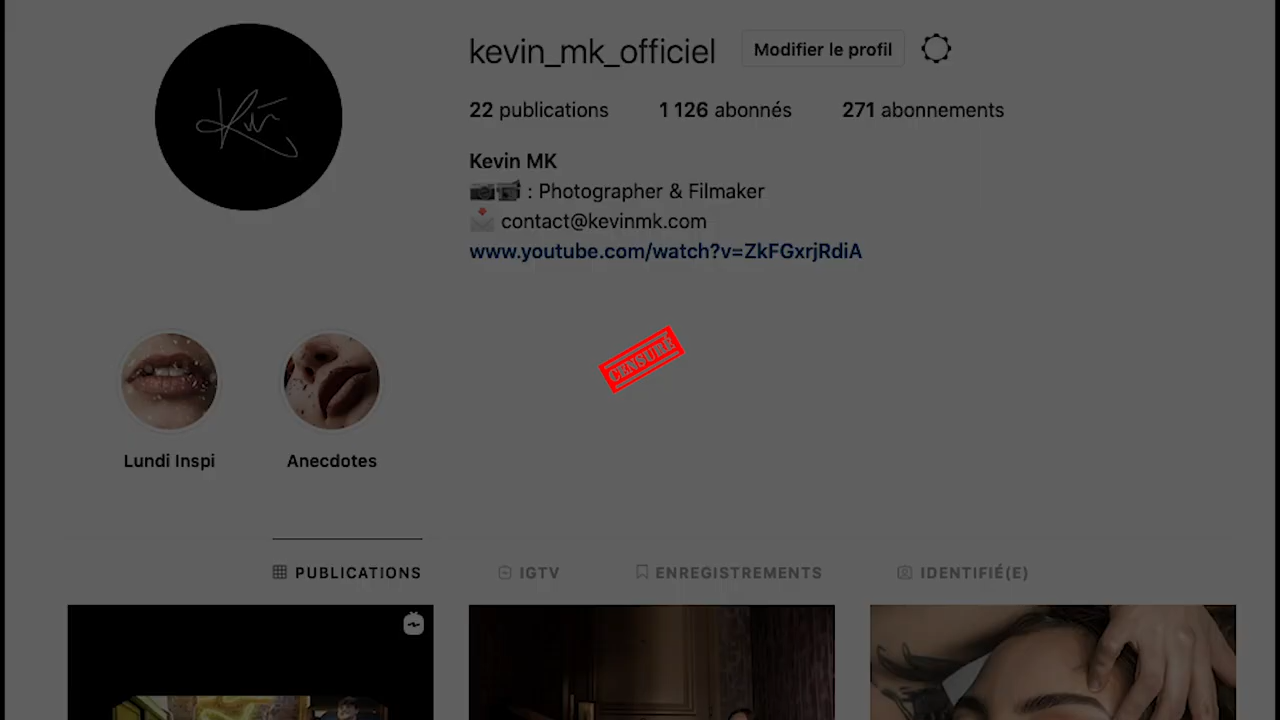 kevin_mk_officiel Modifier le profil
22 publications 1 126 abonnés 271 abonnements
Kevin MK
: Photographer & Filmaker
contact@kevinmk.com
www.youtube.com/watch?v=ZkFGxrjRdiA
CENSURÉ
Lundi Inspi Anecdotes
PUBLICATIONS IGTV ENREGISTREMENTS IDENTIFIÉ(E)